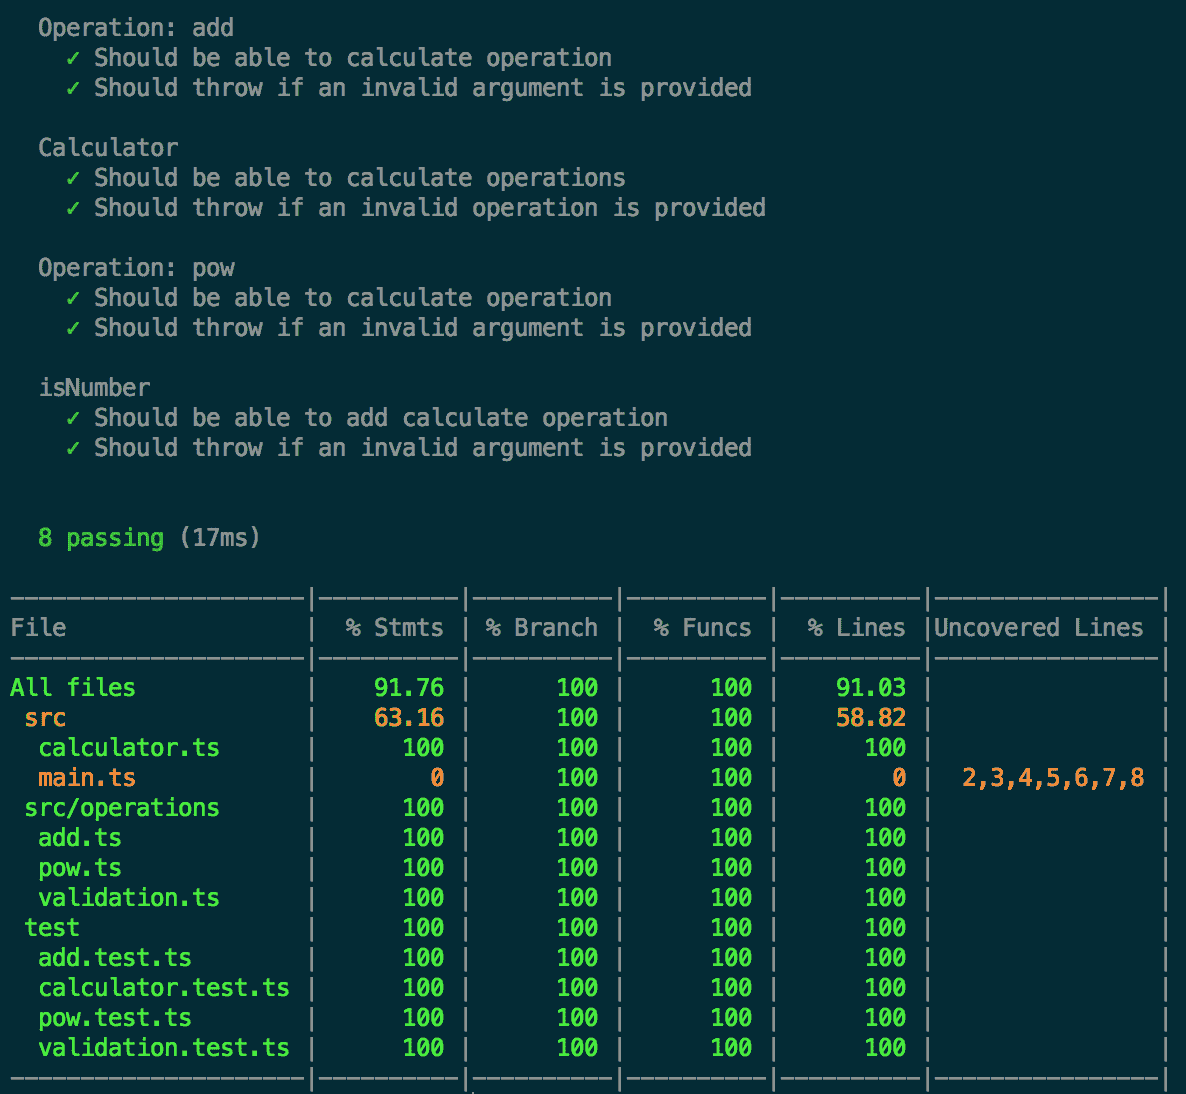 Operation: add
✓ Should be able to calculate operation
✓ Should throw if an invalid argument is provided
Calculator
✓ Should be able to calculate operations
✓ Should throw if an invalid operation is provided
Operation: pow
✓ Should be able to calculate operation
✓ Should throw if an invalid argument is provided
isNumber
✓ Should be able to add calculate operation
✓ Should throw if an invalid argument is provided
8 passing (17ms)
File | % Stmts | % Branch | % Funcs | % Lines |Uncovered Lines |
All files | 91.76 | 100 | 100 | 91.03 | |
src | 63.16 | 100 | 100 | 58.82 | |
calculator.ts | 100 | 100 | 100 | 100 | |
main.ts | 0 | 100 | 100 | 0 | 2,3,4,5,6,7,8 |
src/operations | 100 | 100 | 100 | 100 | |
add.ts | 100 | 100 | 100 | 100 | |
pow.ts | 100 | 100 | 100 | 100 | |
validation.ts | 100 | 100 | 100 | 100 | |
test | 100 | 100 | 100 | 100 | |
add.test.ts | 100 | 100 | 100 | 100 | |
calculator.test.ts | 100 | 100 | 100 | 100 | |
pow.test.ts | 100 | 100 | 100 | 100 | |
validation.test.ts | 100 | 100 | 100 | 100 | |